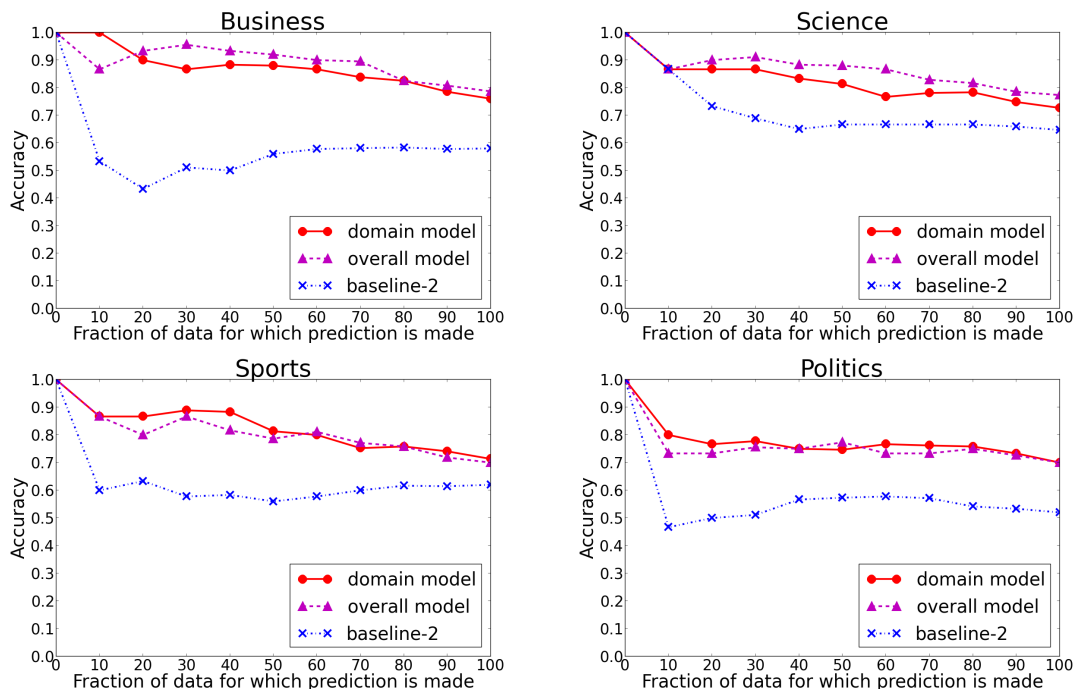 Business
1.0
0.9
0.8
0.7
0.6
0.5
0.4
0.3
0.2
0.1
0.0
Accuracy
domain model
overall model
baseline-2
0 10 20 30 40 50 60 70 80 90 100
Fraction of data for which prediction is made
Science
1.0
0.9
0.8
0.7
0.6
0.5
0.4
0.3
0.2
0.1
0.0
Accuracy
domain model
overall model
baseline-2
0 10 20 30 40 50 60 70 80 90 100
Fraction of data for which prediction is made
Sports
1.0
0.9
0.8
0.7
0.6
0.5
0.4
0.3
0.2
0.1
0.0
Accuracy
domain model
overall model
baseline-2
0 10 20 30 40 50 60 70 80 90 100
Fraction of data for which prediction is made
Politics
1.0
0.9
0.8
0.7
0.6
0.5
0.4
0.3
0.2
0.1
0.0
Accuracy
domain model
overall model
baseline-2
0 10 20 30 40 50 60 70 80 90 100
Fraction of data for which prediction is made